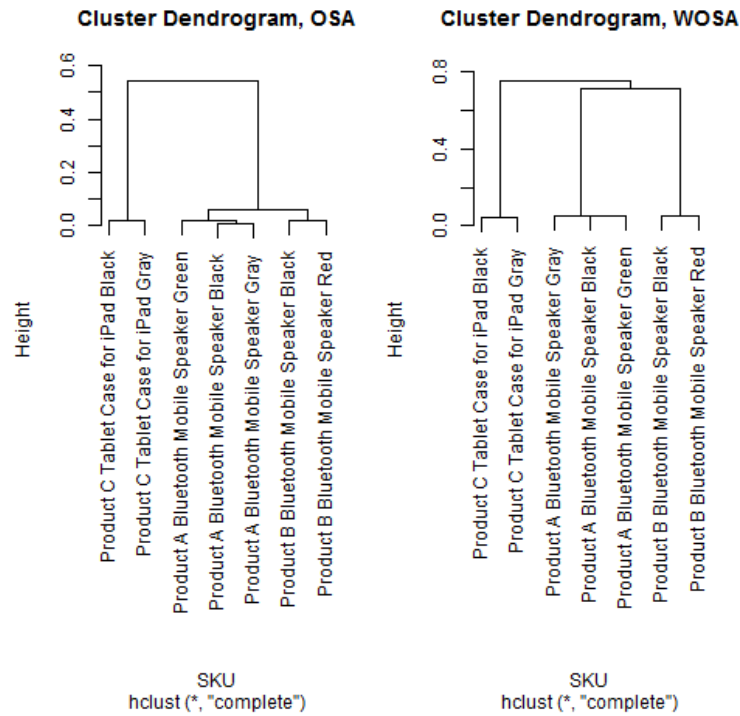 Cluster Dendrogram, OSA
Height
0.0
0.2
0.4
0.6
Product C Tablet Case for iPad Black
Product C Tablet Case for iPad Gray
Product A Bluetooth Mobile Speaker Green
Product A Bluetooth Mobile Speaker Black
Product A Bluetooth Mobile Speaker Gray
Product B Bluetooth Mobile Speaker Black
Product B Bluetooth Mobile Speaker Red
SKU
hclust (*, "complete")
Cluster Dendrogram, WOSA
Height
0.0
0.4
0.8
Product C Tablet Case for iPad Black
Product C Tablet Case for iPad Gray
Product A Bluetooth Mobile Speaker Gray
Product A Bluetooth Mobile Speaker Black
Product A Bluetooth Mobile Speaker Green
Product B Bluetooth Mobile Speaker Black
Product B Bluetooth Mobile Speaker Red
SKU
hclust (*, "complete")